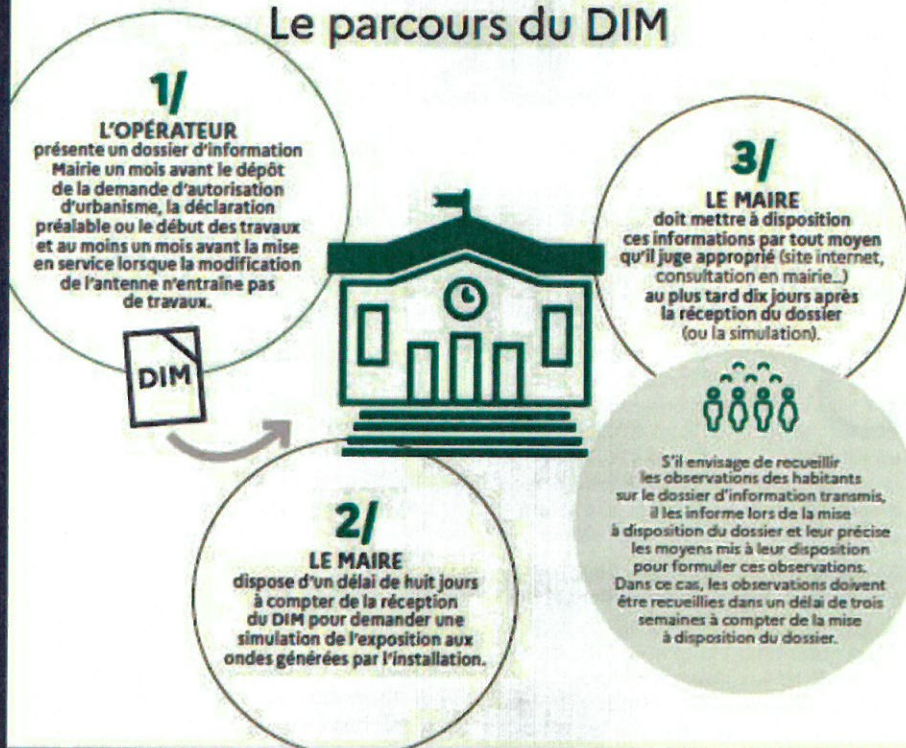 Le parcours du DIM
1/
L'OPÉRATEUR
présente un dossier d'information
Mairie un mois avant le dépôt
de la demande d'autorisation
d'urbanisme, la déclaration
préalable ou le début des travaux
et au moins un mois avant la mise
en service lorsque la modification
de l'antenne n'entraîne pas
de travaux.
DIM
2/
LE MAIRE
dispose d'un délai de huit jours
à compter de la réception
du DIM pour demander une
simulation de l'exposition aux
ondes générées par l'installation.
3/
LE MAIRE
doit mettre à disposition
ces informations par tout moyen
qu'il juge approprié (site internet,
consultation en mairie...)
au plus tard dix jours après
la réception du dossier
(ou la simulation).
S'il envisage de recueillir
les observations des habitants
sur le dossier d'information transmis,
il les informe lors de la mise
à disposition du dossier et leur précise
les moyens mis à leur disposition
pour formuler ces observations.
Dans ce cas, les observations doivent
être recueillies dans un délai de trois
semaines à compter de la mise
à disposition du dossier.